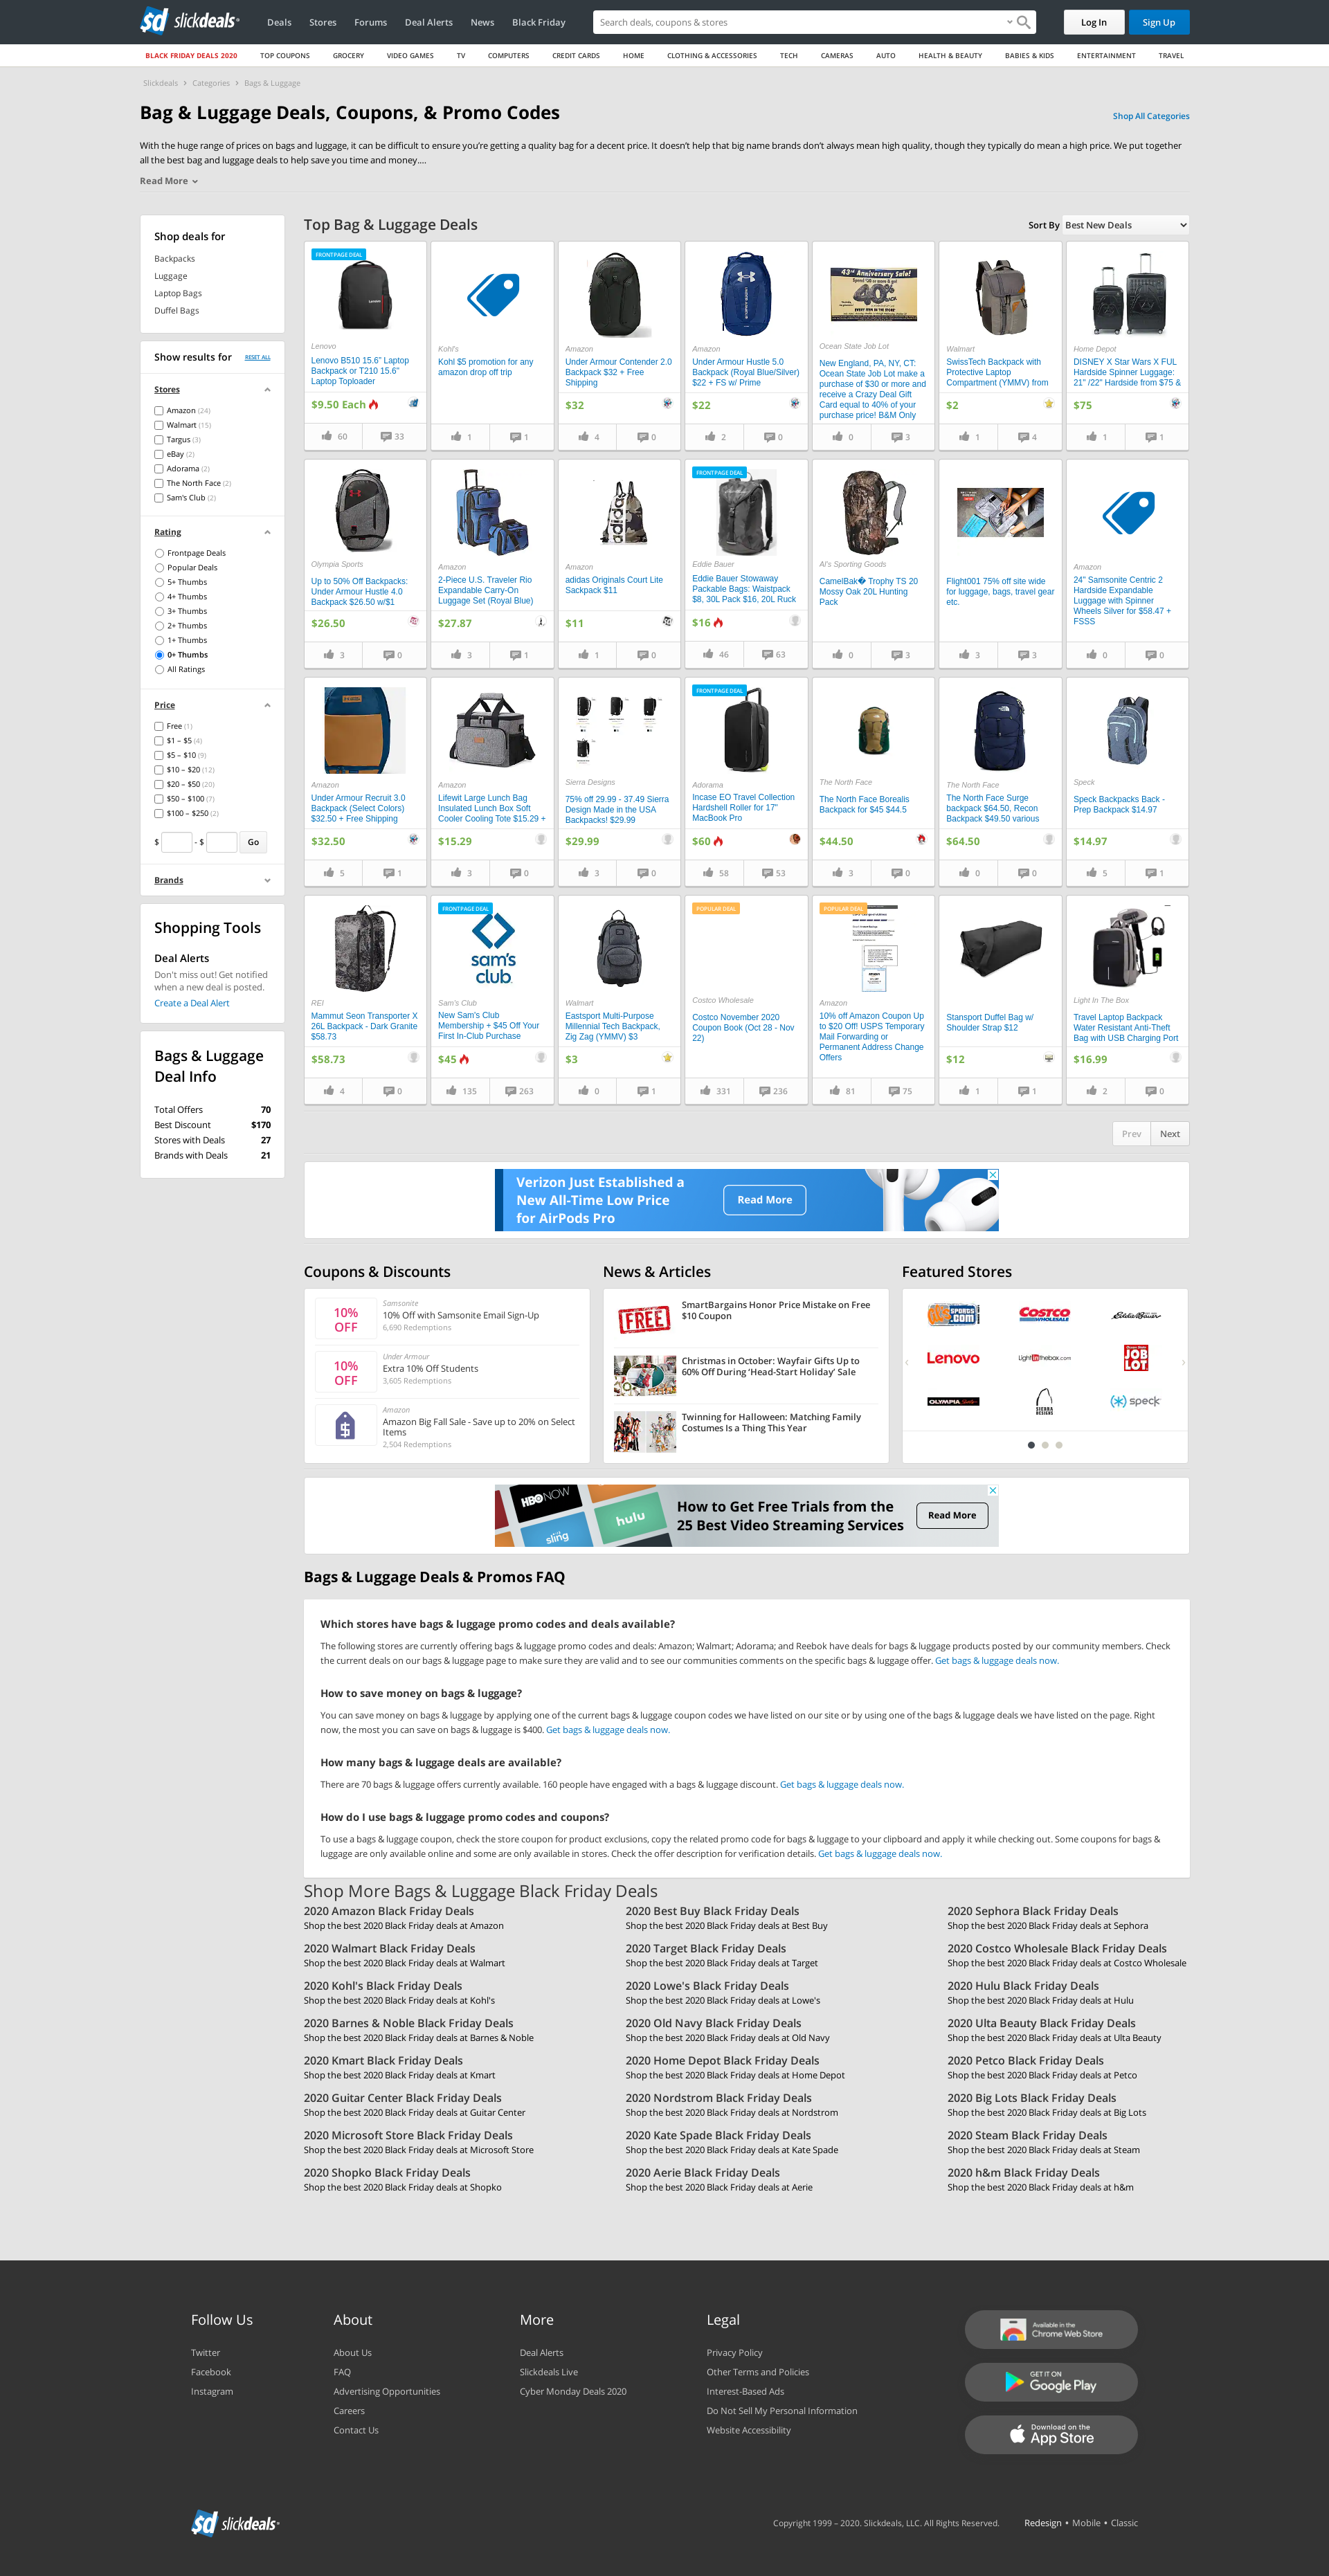 sd slickdeals
Deals
Stores
Forums
Deal Alerts
News
Black Friday
Search deals, coupons & stores
Log In
Sign Up
BLACK FRIDAY DEALS 2020
TOP COUPONS
GROCERY
VIDEO GAMES
TV
COMPUTERS
CREDIT CARDS
HOME
CLOTHING & ACCESSORIES
TECH
CAMERAS
AUTO
HEALTH & BEAUTY
BABIES & KIDS
ENTERTAINMENT
TRAVEL
Slickdeals > Categories > Bags & Luggage
Bag & Luggage Deals, Coupons, & Promo Codes
Shop All Categories
With the huge range of prices on bags and luggage, it can be difficult to ensure you're getting a quality bag for a decent price. It doesn't help that big name brands don't always mean high quality, though they typically do mean a high price. We put together
all the best bag and luggage deals to help save you time and money....
Read More
Shop deals for
Backpacks
Luggage
Laptop Bags
Duffel Bags
Show results for
RESET ALL
Stores
Amazon (24)
Walmart (15)
Targus (3)
eBay (2)
Adorama (2)
The North Face (2)
Sam's Club (2)
Rating
Frontpage Deals
Popular Deals
5+ Thumbs
4+ Thumbs
3+ Thumbs
2+ Thumbs
1+ Thumbs
0+ Thumbs
All Ratings
Price
Free (1)
$1 – $5 (4)
$5 – $10 (9)
$10 – $20 (12)
$20 – $50 (20)
$50 – $100 (7)
$100 – $250 (2)
$ - $ Go
Brands
Shopping Tools
Deal Alerts
Don't miss out! Get notified
when a new deal is posted.
Create a Deal Alert
Bags & Luggage
Deal Info
Total Offers 70
Best Discount $170
Stores with Deals 27
Brands with Deals 21
Top Bag & Luggage Deals
Sort By Best New Deals
FRONTPAGE DEAL
Lenovo
Lenovo B510 15.6" Laptop
Backpack or T210 15.6"
Laptop Toploader
$9.50 Each
60 33
Kohl's
Kohl $5 promotion for any
amazon drop off trip
1 1
Amazon
Under Armour Contender 2.0
Backpack $32 + Free
Shipping
$32
4 0
Amazon
Under Armour Hustle 5.0
Backpack (Royal Blue/Silver)
$22 + FS w/ Prime
$22
2 0
43rd Anniversary Sale!
40%
Ocean State Job Lot
New England, PA, NY, CT:
Ocean State Job Lot make a
purchase of $30 or more and
receive a Crazy Deal Gift
Card equal to 40% of your
purchase price! B&M Only
0 3
Walmart
SwissTech Backpack with
Protective Laptop
Compartment (YMMV) from
$2
1 4
Home Depot
DISNEY X Star Wars X FUL
Hardside Spinner Luggage:
21" /22" Hardside from $75 &
$75
1 1
Olympia Sports
Up to 50% Off Backpacks:
Under Armour Hustle 4.0
Backpack $26.50 w/$1
$26.50
3 0
Amazon
2-Piece U.S. Traveler Rio
Expandable Carry-On
Luggage Set (Royal Blue)
$27.87
3 1
adidas
Amazon
adidas Originals Court Lite
Sackpack $11
$11
1 0
FRONTPAGE DEAL
Eddie Bauer
Eddie Bauer Stowaway
Packable Bags: Waistpack
$8, 30L Pack $16, 20L Ruck
$16
46 63
Al's Sporting Goods
CamelBak� Trophy TS 20
Mossy Oak 20L Hunting
Pack
0 3
Flight001 75% off site wide
for luggage, bags, travel gear
etc.
3 3
Amazon
24" Samsonite Centric 2
Hardside Expandable
Luggage with Spinner
Wheels Silver for $58.47 +
FSSS
0 0
Amazon
Under Armour Recruit 3.0
Backpack (Select Colors)
$32.50 + Free Shipping
$32.50
5 1
Amazon
Lifewit Large Lunch Bag
Insulated Lunch Box Soft
Cooler Cooling Tote $15.29 +
$15.29
3 0
Sierra Designs
75% off 29.99 - 37.49 Sierra
Design Made in the USA
Backpacks! $29.99
$29.99
3 0
FRONTPAGE DEAL
Adorama
Incase EO Travel Collection
Hardshell Roller for 17"
MacBook Pro
$60
58 53
The North Face
The North Face Borealis
Backpack for $45 $44.5
$44.50
3 0
The North Face
The North Face Surge
backpack $64.50, Recon
Backpack $49.50 various
$64.50
0 0
Speck
Speck Backpacks Back -
Prep Backpack $14.97
$14.97
5 1
REI
Mammut Seon Transporter X
26L Backpack - Dark Granite
$58.73
$58.73
4 0
FRONTPAGE DEAL
sam's club
Sam's Club
New Sam's Club
Membership + $45 Off Your
First In-Club Purchase
$45
135 263
Walmart
Eastsport Multi-Purpose
Millennial Tech Backpack,
Zig Zag (YMMV) $3
$3
0 1
POPULAR DEAL
Costco Wholesale
Costco November 2020
Coupon Book (Oct 28 - Nov
22)
331 236
POPULAR DEAL
Amazon
10% off Amazon Coupon Up
to $20 Off! USPS Temporary
Mail Forwarding or
Permanent Address Change
Offers
81 75
Stansport Duffel Bag w/
Shoulder Strap $12
$12
1 1
Light In The Box
Travel Laptop Backpack
Water Resistant Anti-Theft
Bag with USB Charging Port
$16.99
2 0
Prev Next
Verizon Just Established a
New All-Time Low Price
for AirPods Pro
Read More
Coupons & Discounts
10% OFF
Samsonite
10% Off with Samsonite Email Sign-Up
6,690 Redemptions
10% OFF
Under Armour
Extra 10% Off Students
3,605 Redemptions
Amazon
Amazon Big Fall Sale - Save up to 20% on Select
Items
2,504 Redemptions
News & Articles
FREE
SmartBargains Honor Price Mistake on Free
$10 Coupon
Christmas in October: Wayfair Gifts Up to
60% Off During 'Head-Start Holiday' Sale
Twinning for Halloween: Matching Family
Costumes Is a Thing This Year
Featured Stores
als SPORTS.COM
COSTCO WHOLESALE
Eddie Bauer
Lenovo
Lightinthebox.com
JOB LOT
OLYMPIA
SIERRA DESIGNS
speck
HBO NOW
hulu
sling
How to Get Free Trials from the
25 Best Video Streaming Services
Read More
Bags & Luggage Deals & Promos FAQ
Which stores have bags & luggage promo codes and deals available?
The following stores are currently offering bags & luggage promo codes and deals: Amazon; Walmart; Adorama; and Reebok have deals for bags & luggage products posted by our community members. Check
the current deals on our bags & luggage page to make sure they are valid and to see our communities comments on the specific bags & luggage offer. Get bags & luggage deals now.
How to save money on bags & luggage?
You can save money on bags & luggage by applying one of the current bags & luggage coupon codes we have listed on our site or by using one of the bags & luggage deals we have listed on the page. Right
now, the most you can save on bags & luggage is $400. Get bags & luggage deals now.
How many bags & luggage deals are available?
There are 70 bags & luggage offers currently available. 160 people have engaged with a bags & luggage discount. Get bags & luggage deals now.
How do I use bags & luggage promo codes and coupons?
To use a bags & luggage coupon, check the store coupon for product exclusions, copy the related promo code for bags & luggage to your clipboard and apply it while checking out. Some coupons for bags &
luggage are only available online and some are only available in stores. Check the offer description for verification details. Get bags & luggage deals now.
Shop More Bags & Luggage Black Friday Deals
2020 Amazon Black Friday Deals
Shop the best 2020 Black Friday deals at Amazon
2020 Best Buy Black Friday Deals
Shop the best 2020 Black Friday deals at Best Buy
2020 Sephora Black Friday Deals
Shop the best 2020 Black Friday deals at Sephora
2020 Walmart Black Friday Deals
Shop the best 2020 Black Friday deals at Walmart
2020 Target Black Friday Deals
Shop the best 2020 Black Friday deals at Target
2020 Costco Wholesale Black Friday Deals
Shop the best 2020 Black Friday deals at Costco Wholesale
2020 Kohl's Black Friday Deals
Shop the best 2020 Black Friday deals at Kohl's
2020 Lowe's Black Friday Deals
Shop the best 2020 Black Friday deals at Lowe's
2020 Hulu Black Friday Deals
Shop the best 2020 Black Friday deals at Hulu
2020 Barnes & Noble Black Friday Deals
Shop the best 2020 Black Friday deals at Barnes & Noble
2020 Old Navy Black Friday Deals
Shop the best 2020 Black Friday deals at Old Navy
2020 Ulta Beauty Black Friday Deals
Shop the best 2020 Black Friday deals at Ulta Beauty
2020 Kmart Black Friday Deals
Shop the best 2020 Black Friday deals at Kmart
2020 Home Depot Black Friday Deals
Shop the best 2020 Black Friday deals at Home Depot
2020 Petco Black Friday Deals
Shop the best 2020 Black Friday deals at Petco
2020 Guitar Center Black Friday Deals
Shop the best 2020 Black Friday deals at Guitar Center
2020 Nordstrom Black Friday Deals
Shop the best 2020 Black Friday deals at Nordstrom
2020 Big Lots Black Friday Deals
Shop the best 2020 Black Friday deals at Big Lots
2020 Microsoft Store Black Friday Deals
Shop the best 2020 Black Friday deals at Microsoft Store
2020 Kate Spade Black Friday Deals
Shop the best 2020 Black Friday deals at Kate Spade
2020 Steam Black Friday Deals
Shop the best 2020 Black Friday deals at Steam
2020 Shopko Black Friday Deals
Shop the best 2020 Black Friday deals at Shopko
2020 Aerie Black Friday Deals
Shop the best 2020 Black Friday deals at Aerie
2020 h&m Black Friday Deals
Shop the best 2020 Black Friday deals at h&m
Follow Us
Twitter
Facebook
Instagram
About
About Us
FAQ
Advertising Opportunities
Careers
Contact Us
More
Deal Alerts
Slickdeals Live
Cyber Monday Deals 2020
Legal
Privacy Policy
Other Terms and Policies
Interest-Based Ads
Do Not Sell My Personal Information
Website Accessibility
Available in the
Chrome Web Store
GET IT ON
Google Play
Download on the
App Store
sd slickdeals
Copyright 1999 – 2020. Slickdeals, LLC. All Rights Reserved.
Redesign • Mobile • Classic